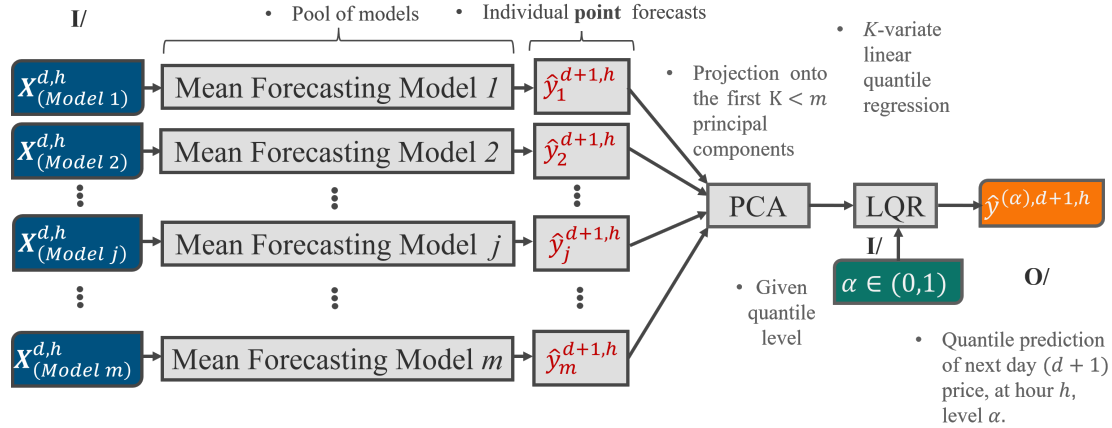 I/
• Pool of models
• Individual point forecasts
X^{d,h}_{(Model 1)}
Mean Forecasting Model 1
ŷ_1^{d+1,h}
X^{d,h}_{(Model 2)}
Mean Forecasting Model 2
ŷ_2^{d+1,h}
X^{d,h}_{(Model j)}
Mean Forecasting Model j
ŷ_j^{d+1,h}
X^{d,h}_{(Model m)}
Mean Forecasting Model m
ŷ_m^{d+1,h}
• Projection onto
the first K < m
principal
components
• K-variate
linear
quantile
regression
PCA
LQR
ŷ^{(α),d+1,h}
I/
α ∈ (0,1)
O/
• Given
quantile
level
• Quantile prediction
of next day (d + 1)
price, at hour h,
level α.